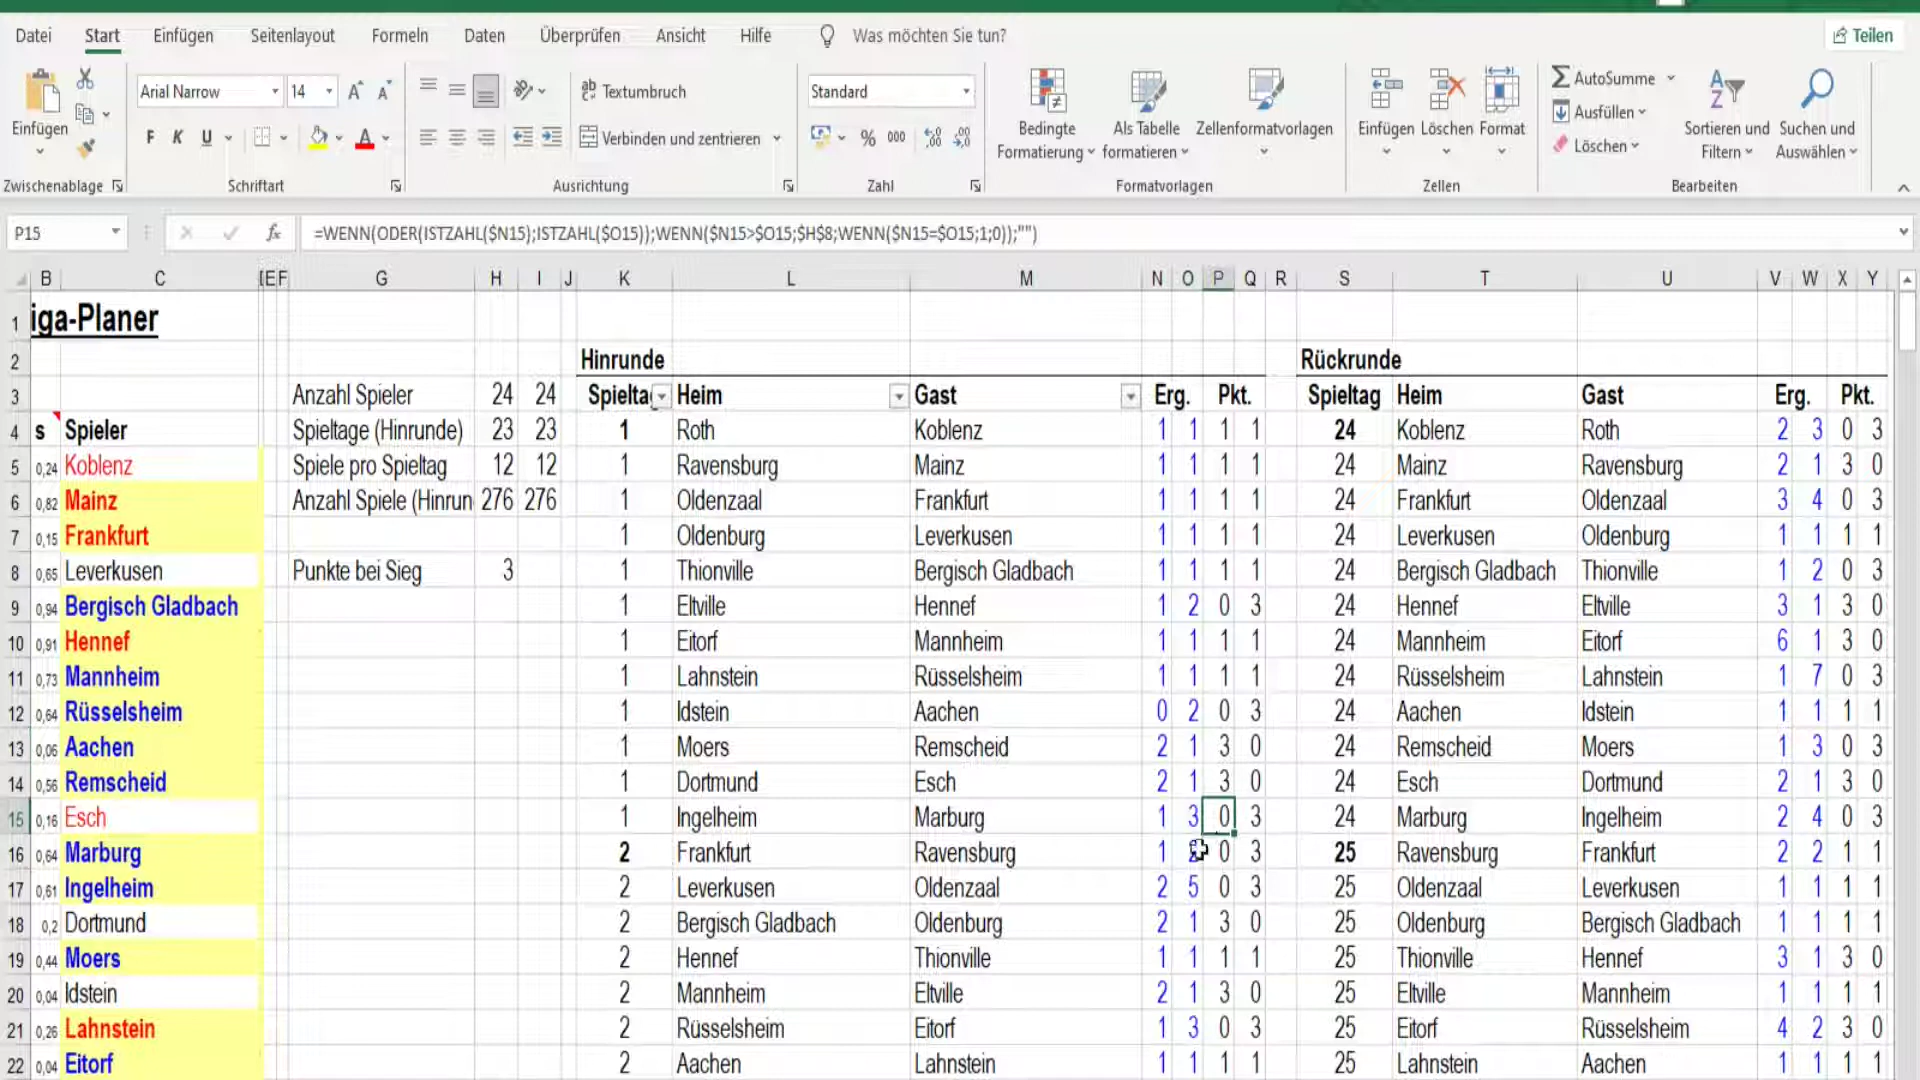 Datei Start Einfügen Seitenlayout Formeln Daten Überprüfen Ansicht Hilfe Was möchten Sie tun? Teilen
Arial Narrow 14 Textumbruch Standard AutoSumme
Einfügen Bedingte Formatierung Als Tabelle formatieren Zellenformatvorlagen Einfügen Löschen Format Ausfüllen Sortieren und Filtern Suchen und Auswählen
F K U Verbinden und zentrieren % 000 Löschen
Zwischenablage Schriftart Ausrichtung Zahl Formatvorlagen Zellen Bearbeiten
P15 fx =WENN(ODER(ISTZAHL($N15);ISTZAHL($O15));WENN($N15>$O15;$H$8;WENN($N15=$O15;1;0));"")
B C E F G H I J K L M N O P Q R S T U V W X Y
1 iga-Planer
2 Hinrunde Rückrunde
3 Anzahl Spieler 24 24 Spieltag Heim Gast Erg. Pkt. Spieltag Heim Gast Erg. Pkt.
4 s Spieler Spieltage (Hinrunde) 23 23 1 Roth Koblenz 1 1 1 1 24 Koblenz Roth 2 3 0 3
5 0,24 Koblenz Spiele pro Spieltag 12 12 1 Ravensburg Mainz 1 1 1 1 24 Mainz Ravensburg 2 1 3 0
6 0,82 Mainz Anzahl Spiele (Hinrun 276 276 1 Oldenzaal Frankfurt 1 1 1 1 24 Frankfurt Oldenzaal 3 4 0 3
7 0,15 Frankfurt 1 Oldenburg Leverkusen 1 1 1 1 24 Leverkusen Oldenburg 1 1 1 1
8 0,65 Leverkusen Punkte bei Sieg 3 1 Thionville Bergisch Gladbach 1 1 1 1 24 Bergisch Gladbach Thionville 1 2 0 3
9 0,94 Bergisch Gladbach 1 Eltville Hennef 1 2 0 3 24 Hennef Eltville 3 1 3 0
10 0,91 Hennef 1 Eitorf Mannheim 1 1 1 1 24 Mannheim Eitorf 6 1 3 0
11 0,73 Mannheim 1 Lahnstein Rüsselsheim 1 1 1 1 24 Rüsselsheim Lahnstein 1 7 0 3
12 0,64 Rüsselsheim 1 Idstein Aachen 0 2 0 3 24 Aachen Idstein 1 1 1 1
13 0,06 Aachen 1 Moers Remscheid 2 1 3 0 24 Remscheid Moers 1 3 0 3
14 0,56 Remscheid 1 Dortmund Esch 2 1 3 0 24 Esch Dortmund 2 1 3 0
15 0,16 Esch 1 Ingelheim Marburg 1 3 0 3 24 Marburg Ingelheim 2 4 0 3
16 0,64 Marburg 2 Frankfurt Ravensburg 1 0 3 25 Ravensburg Frankfurt 2 2 1 1
17 0,61 Ingelheim 2 Leverkusen Oldenzaal 2 5 0 3 25 Oldenzaal Leverkusen 1 1 1 1
18 0,2 Dortmund 2 Bergisch Gladbach Oldenburg 2 1 3 0 25 Oldenburg Bergisch Gladbach 1 1 1 1
19 0,44 Moers 2 Hennef Thionville 1 1 1 1 25 Thionville Hennef 3 1 3 0
20 0,04 Idstein 2 Mannheim Eltville 2 1 3 0 25 Eltville Mannheim 1 1 1 1
21 0,26 Lahnstein 2 Rüsselsheim Eitorf 1 3 0 3 25 Eitorf Rüsselsheim 4 2 3 0
22 0,04 Eitorf 2 Aachen Lahnstein 1 1 1 1 25 Lahnstein Aachen 1 1 1 1